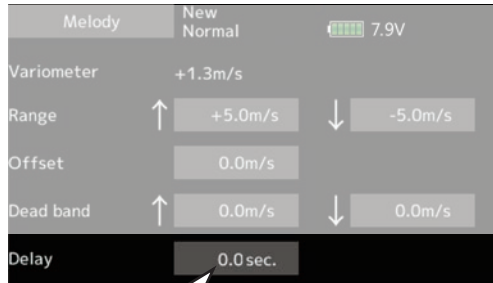 Melody
New
Normal
7.9V
Variometer +1.3m/s
Range ↑ +5.0m/s ↓ -5.0m/s
Offset 0.0m/s
Dead band ↑ 0.0m/s ↓ 0.0m/s
Delay 0.0 sec.